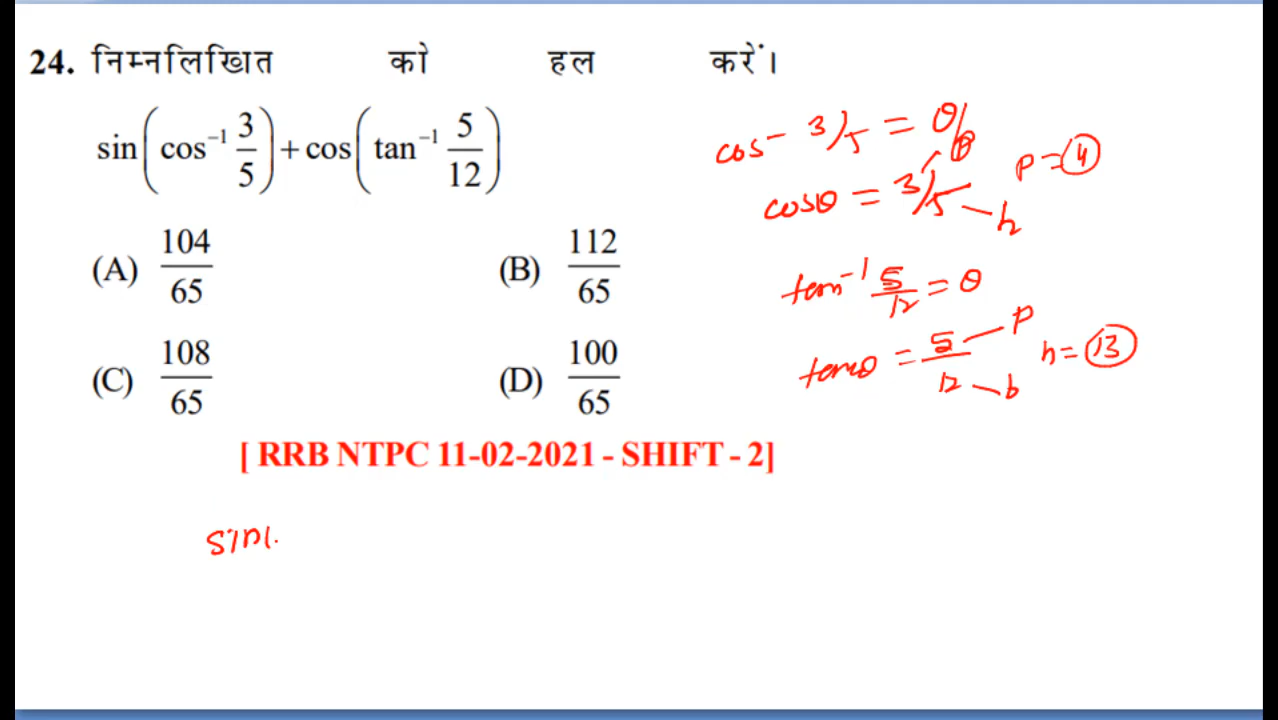 24. निम्नलिखित को हल करें।
sin(cos⁻¹ 3/5) + cos(tan⁻¹ 5/12)
(A) 104/65 (B) 112/65
(C) 108/65 (D) 100/65
[ RRB NTPC 11-02-2021 - SHIFT - 2]
cos⁻ 3/5 = θ/
cosθ = 3/5 b h p = 4
tan⁻¹ 5/12 = θ
tanθ = 5/12 p b h = 13
sin